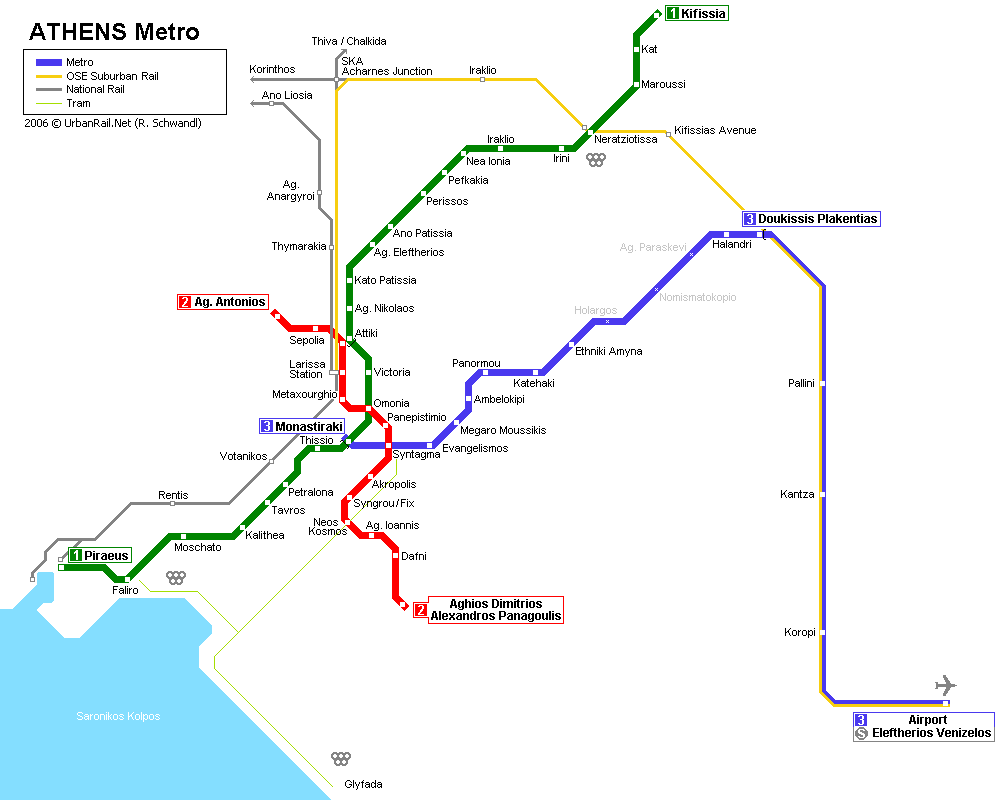 ATHENS Metro
Metro
OSE Suburban Rail
National Rail
Tram
2006 © UrbanRail.Net (R. Schwandl)
Thiva / Chalkida
SKA
Acharnes Junction
Korinthos
Ano Liosia
Iraklio
1 Kifissia
Kat
Maroussi
Neratziotissa
Kifissias Avenue
Iraklio
Irini
Nea Ionia
Pefkakia
Perissos
Ag.
Anargyroi
Ano Patissia
Ag. Eleftherios
Thymarakia
Kato Patissia
3 Doukissis Plakentias
Halandri
Ag. Paraskevi
Nomismatokopio
Holargos
Ethniki Amyna
2 Ag. Antonios
Ag. Nikolaos
Sepolia
Attiki
Larissa
Station
Victoria
Metaxourghio
Omonia
Panormou
Katehaki
Ambelokipi
Panepistimio
3 Monastiraki
Megaro Moussikis
Thissio
Syntagma
Evangelismos
Votanikos
Akropolis
Petralona
Rentis
Syngrou/Fix
Tavros
Neos
Kosmos
Ag. Ioannis
Kalithea
Moschato
1 Piraeus
Faliro
Dafni
2 Aghios Dimitrios
Alexandros Panagoulis
Pallini
Kantza
Koropi
3 Airport
S Eleftherios Venizelos
Saronikos Kolpos
Glyfada